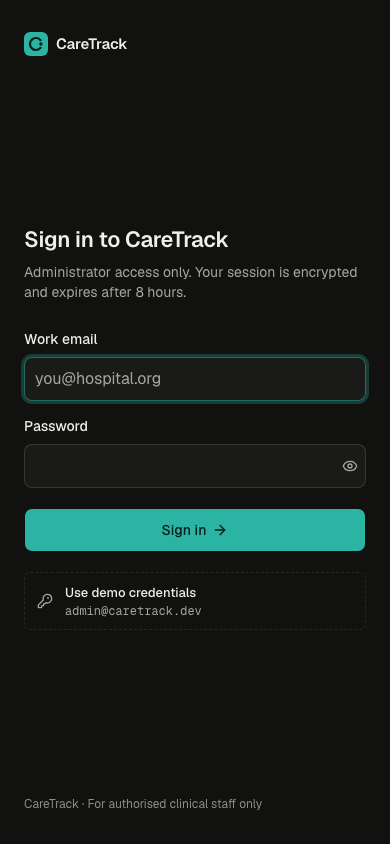 CareTrack
Sign in to CareTrack
Administrator access only. Your session is encrypted
and expires after 8 hours.
Work email
you@hospital.org
Password
Sign in →
Use demo credentials
admin@caretrack.dev
CareTrack · For authorised clinical staff only